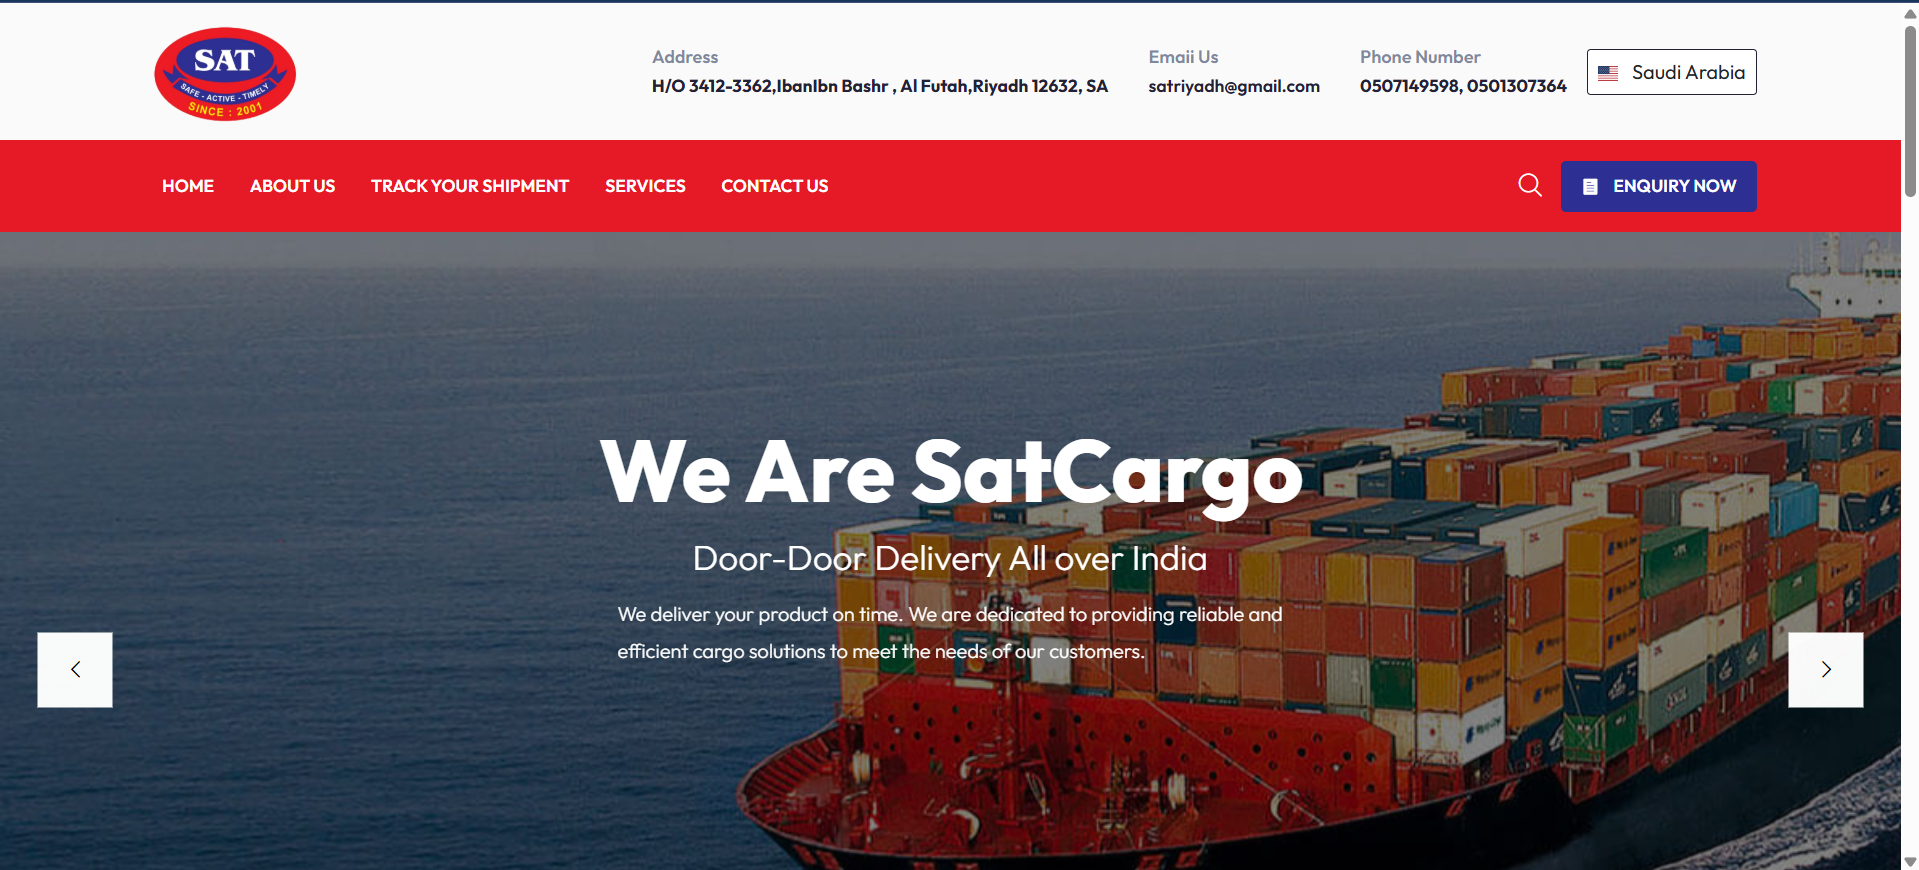 SAT
SAFE - ACTIVE - TIMELY
SINCE : 2001
Address
H/O 3412-3362,IbanIbn Bashr , Al Futah,Riyadh 12632, SA
Emaii Us
satriyadh@gmail.com
Phone Number
0507149598, 0501307364
Saudi Arabia
HOME
ABOUT US
TRACK YOUR SHIPMENT
SERVICES
CONTACT US
ENQUIRY NOW
We Are SatCargo
Door-Door Delivery All over India
We deliver your product on time. We are dedicated to providing reliable and
efficient cargo solutions to meet the needs of our customers.